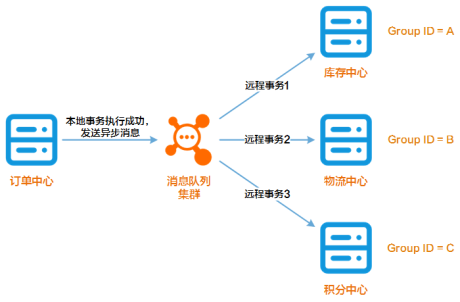 Group ID = A
库存中心
远程事务1
本地事务执行成功，
发送异步消息
订单中心
消息队列
集群
远程事务2
Group ID = B
物流中心
远程事务3
Group ID = C
积分中心